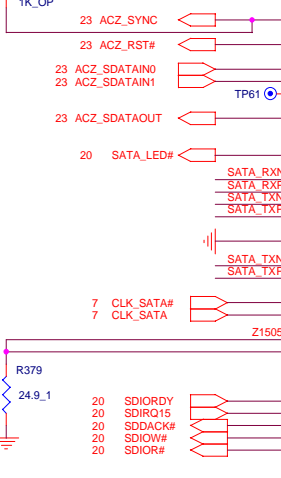 1K_OP
23 ACZ_SYNC
23 ACZ_RST#
23 ACZ_SDATAIN0
23 ACZ_SDATAIN1
TP61
23 ACZ_SDATAOUT
20 SATA_LED#
SATA_RXN
SATA_RXP
SATA_TXN
SATA_TXP
SATA_TXN
SATA_TXP
7 CLK_SATA#
7 CLK_SATA
Z1505
R379
24.9_1
20 SDIORDY
20 SDIRQ15
20 SDDACK#
20 SDIOW#
20 SDIOR#